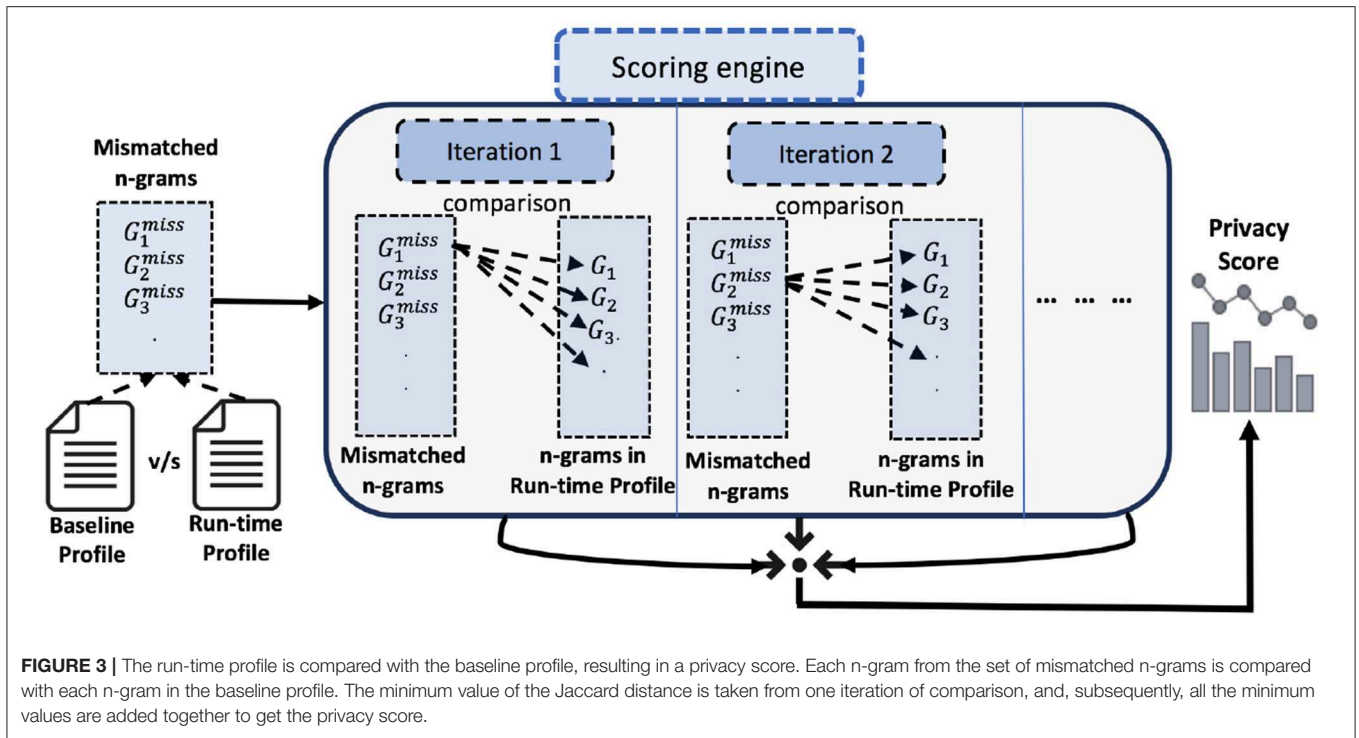 Scoring engine
Mismatched
n-grams
G_1^{miss}
G_2^{miss}
G_3^{miss}
.
Baseline
Profile
v/s
Run-time
Profile
Iteration 1
comparison
G_1^{miss}
G_2^{miss}
G_3^{miss}
.
.
Mismatched
n-grams
G_1
G_2
G_3.
.
n-grams in
Run-time Profile
Iteration 2
comparison
G_1^{miss}
G_2^{miss}
G_3^{miss}
.
.
Mismatched
n-grams
G_1
G_2
G_3
.
.
n-grams in
Run-time Profile
... ... ...
Privacy
Score
FIGURE 3 | The run-time profile is compared with the baseline profile, resulting in a privacy score. Each n-gram from the set of mismatched n-grams is compared
with each n-gram in the baseline profile. The minimum value of the Jaccard distance is taken from one iteration of comparison, and, subsequently, all the minimum
values are added together to get the privacy score.